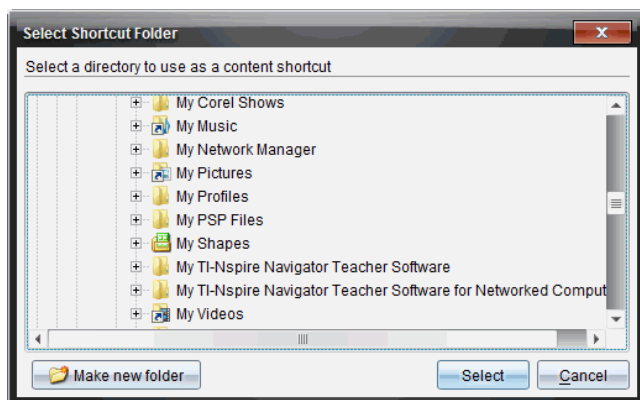 Select Shortcut Folder
Select a directory to use as a content shortcut
My Corel Shows
My Music
My Network Manager
My Pictures
My Profiles
My PSP Files
My Shapes
My TI-Nspire Navigator Teacher Software
My TI-Nspire Navigator Teacher Software for Networked Comput
My Videos
Make new folder
Select
Cancel